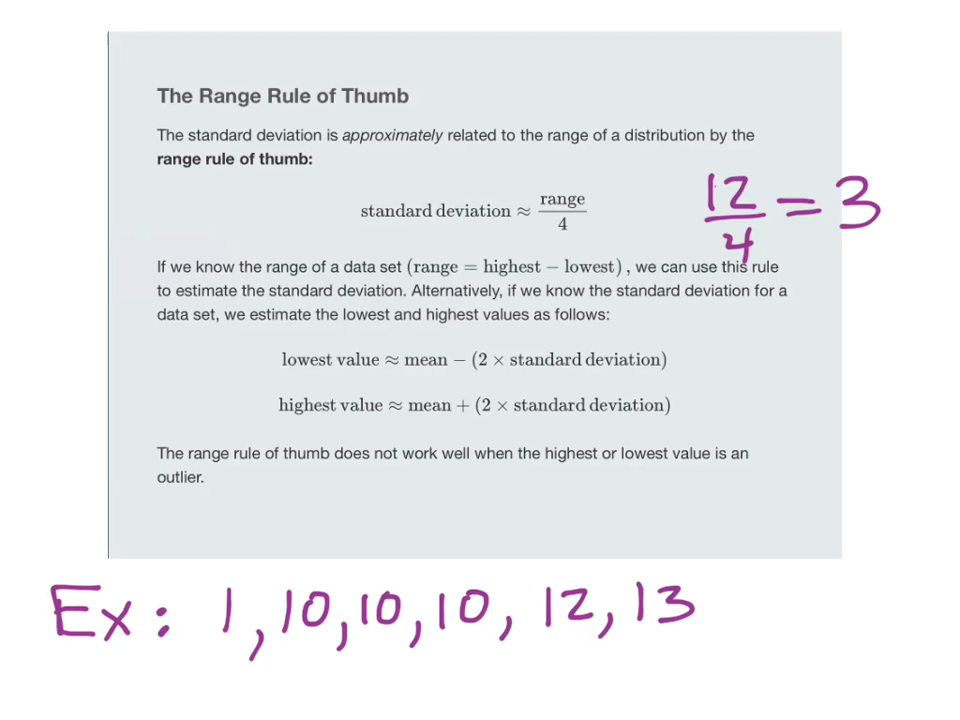 The Range Rule of Thumb
The standard deviation is approximately related to the range of a distribution by the
range rule of thumb:
standard deviation ≈ range/4
12/4 = 3
If we know the range of a data set (range = highest − lowest), we can use this rule
to estimate the standard deviation. Alternatively, if we know the standard deviation for a
data set, we estimate the lowest and highest values as follows:
lowest value ≈ mean − (2 × standard deviation)
highest value ≈ mean + (2 × standard deviation)
The range rule of thumb does not work well when the highest or lowest value is an
outlier.
Ex: 1, 10, 10, 10, 12, 13